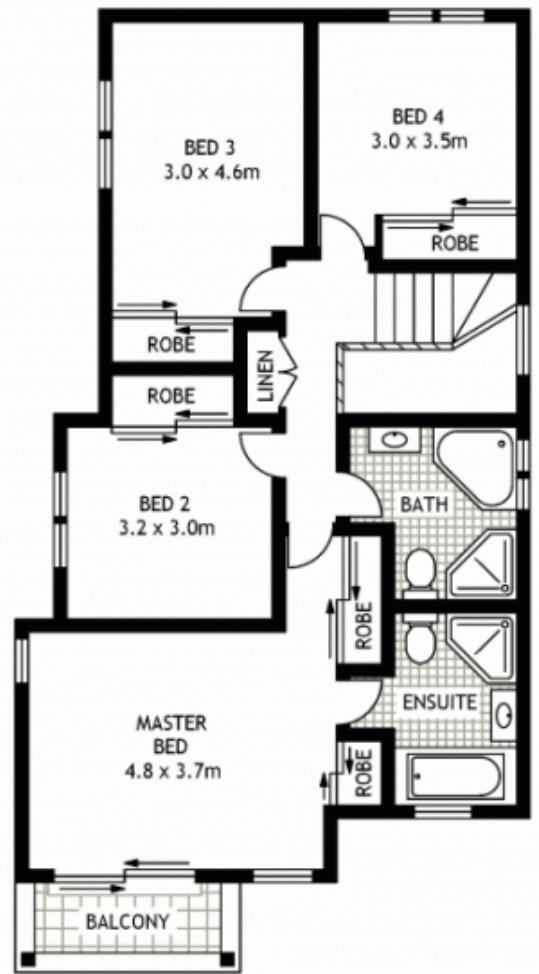 BED 3
3.0 x 4.6m
BED 4
3.0 x 3.5m
ROBE
ROBE
LINEN
ROBE
BED 2
3.2 x 3.0m
BATH
ROBE
ENSUITE
MASTER
BED
4.8 x 3.7m
ROBE
BALCONY